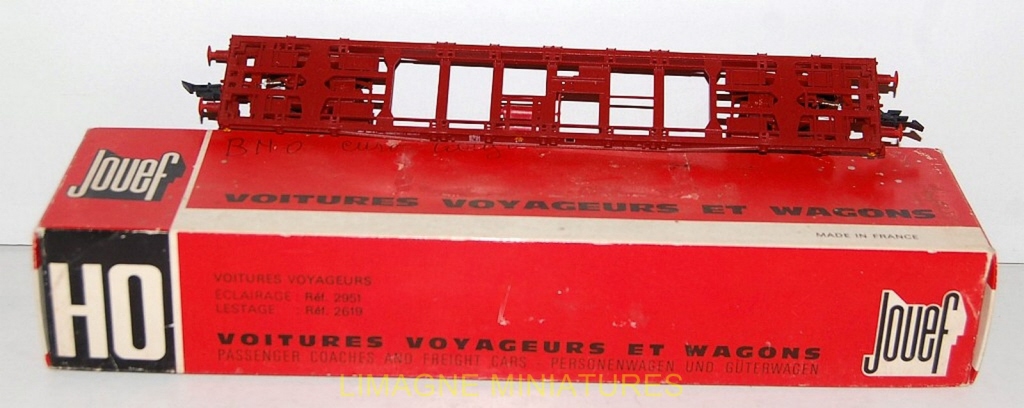 Jouef
VOITURES VOYAGEURS ET WAGONS
MADE IN FRANCE
HO
VOITURES VOYAGEURS
ÉCLAIRAGE : Réf. 2951
LESTAGE : Réf. 2619
VOITURES VOYAGEURS ET WAGONS
PASSENGER COACHES AND FREIGHT CARS - PERSONENWAGEN UND GÜTERWAGEN
Jouef
LIMAGNE MINIATURES